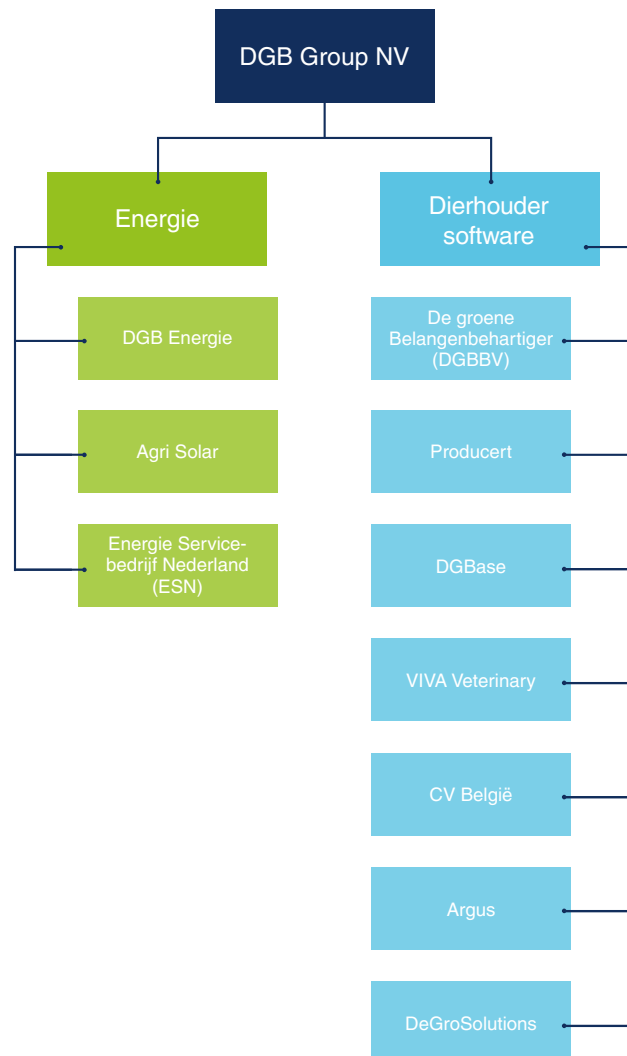 DGB Group NV
Energie
DGB Energie
Agri Solar
Energie Service-
bedrijf Nederland
(ESN)
Dierhouder
software
De groene
Belangenbehartiger
(DGBBV)
Producert
DGBase
VIVA Veterinary
CV België
Argus
DeGroSolutions